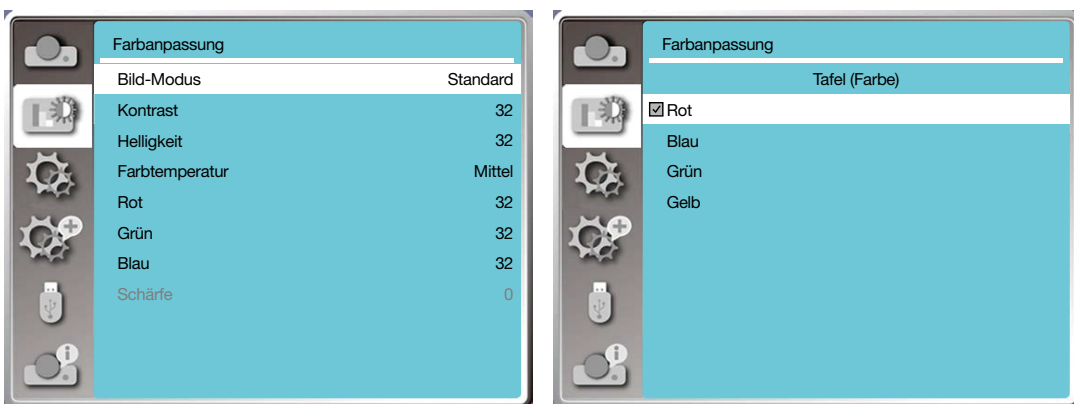 Farbanpassung
Bild-Modus Standard
Kontrast 32
Helligkeit 32
Farbtemperatur Mittel
Rot 32
Grün 32
Blau 32
Schärfe 0
Farbanpassung
Tafel (Farbe)
Rot
Blau
Grün
Gelb